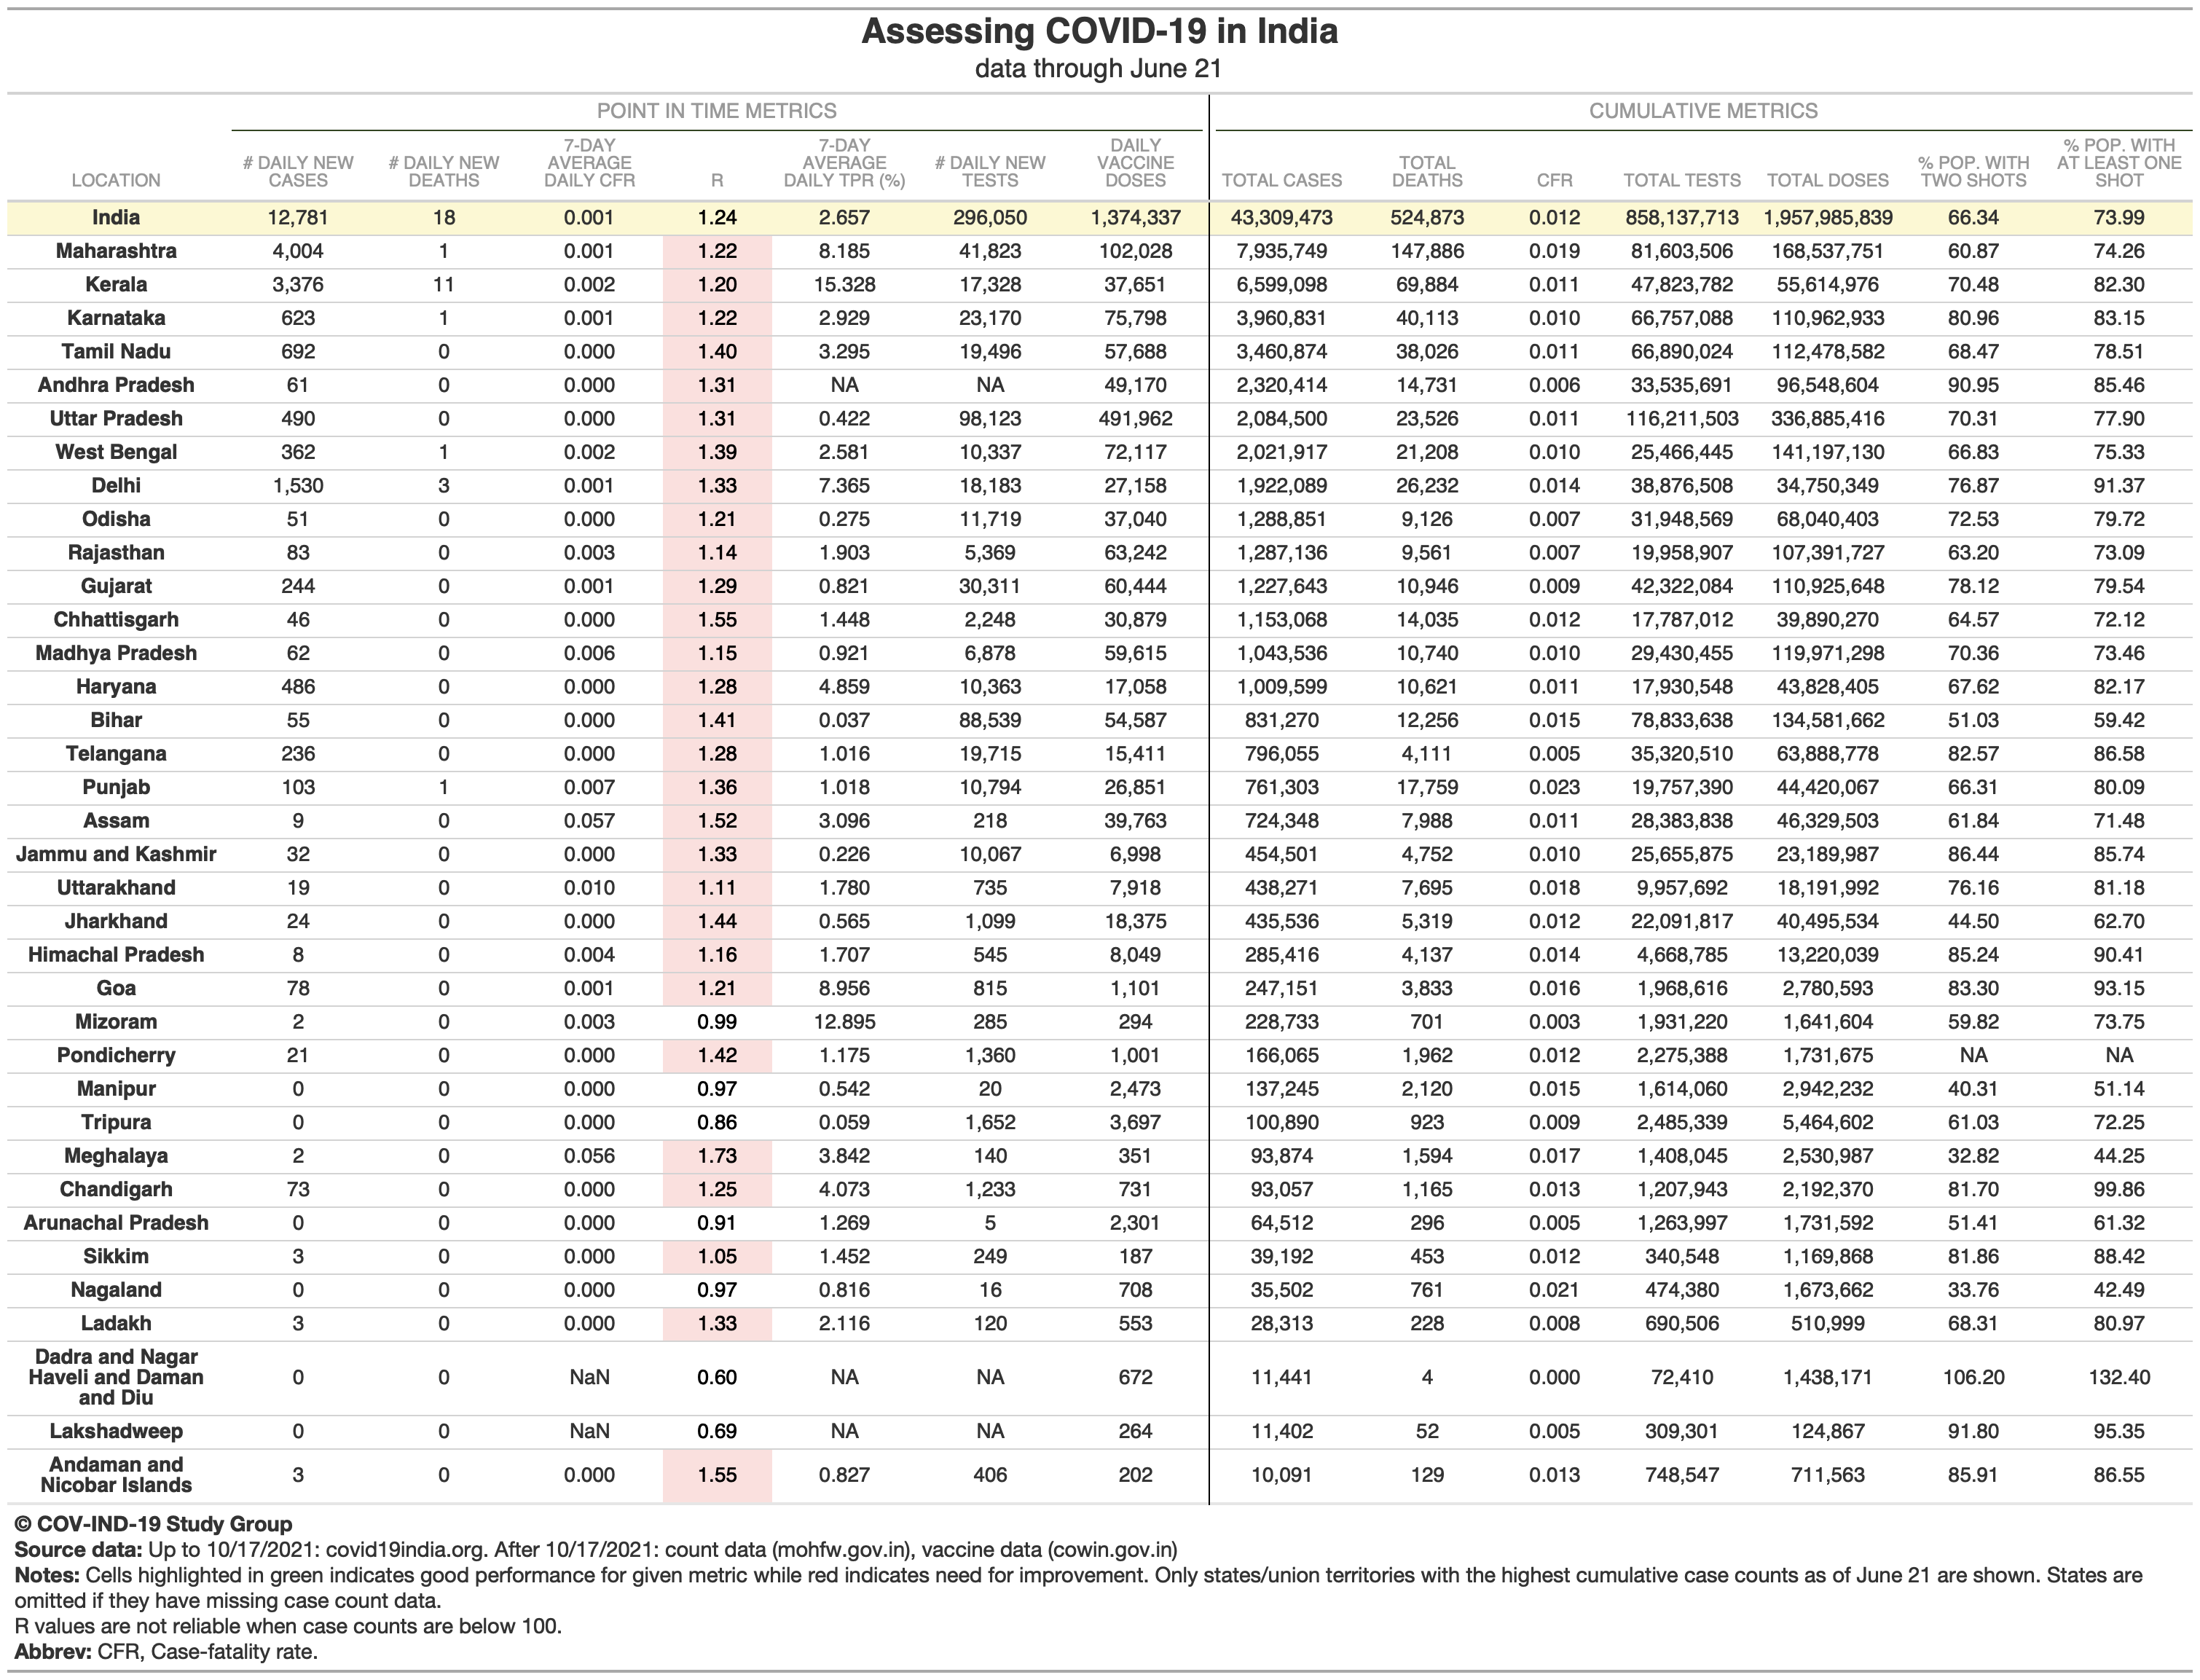 Assessing COVID-19 in India
data through June 21
POINT IN TIME METRICS CUMULATIVE METRICS
LOCATION # DAILY NEW CASES # DAILY NEW DEATHS 7-DAY AVERAGE DAILY CFR R 7-DAY AVERAGE DAILY TPR (%) # DAILY NEW TESTS DAILY VACCINE DOSES TOTAL CASES TOTAL DEATHS CFR TOTAL TESTS TOTAL DOSES % POP. WITH TWO SHOTS % POP. WITH AT LEAST ONE SHOT
India 12,781 18 0.001 1.24 2.657 296,050 1,374,337 43,309,473 524,873 0.012 858,137,713 1,957,985,839 66.34 73.99
Maharashtra 4,004 1 0.001 1.22 8.185 41,823 102,028 7,935,749 147,886 0.019 81,603,506 168,537,751 60.87 74.26
Kerala 3,376 11 0.002 1.20 15.328 17,328 37,651 6,599,098 69,884 0.011 47,823,782 55,614,976 70.48 82.30
Karnataka 623 1 0.001 1.22 2.929 23,170 75,798 3,960,831 40,113 0.010 66,757,088 110,962,933 80.96 83.15
Tamil Nadu 692 0 0.000 1.40 3.295 19,496 57,688 3,460,874 38,026 0.011 66,890,024 112,478,582 68.47 78.51
Andhra Pradesh 61 0 0.000 1.31 NA NA 49,170 2,320,414 14,731 0.006 33,535,691 96,548,604 90.95 85.46
Uttar Pradesh 490 0 0.000 1.31 0.422 98,123 491,962 2,084,500 23,526 0.011 116,211,503 336,885,416 70.31 77.90
West Bengal 362 1 0.002 1.39 2.581 10,337 72,117 2,021,917 21,208 0.010 25,466,445 141,197,130 66.83 75.33
Delhi 1,530 3 0.001 1.33 7.365 18,183 27,158 1,922,089 26,232 0.014 38,876,508 34,750,349 76.87 91.37
Odisha 51 0 0.000 1.21 0.275 11,719 37,040 1,288,851 9,126 0.007 31,948,569 68,040,403 72.53 79.72
Rajasthan 83 0 0.003 1.14 1.903 5,369 63,242 1,287,136 9,561 0.007 19,958,907 107,391,727 63.20 73.09
Gujarat 244 0 0.001 1.29 0.821 30,311 60,444 1,227,643 10,946 0.009 42,322,084 110,925,648 78.12 79.54
Chhattisgarh 46 0 0.000 1.55 1.448 2,248 30,879 1,153,068 14,035 0.012 17,787,012 39,890,270 64.57 72.12
Madhya Pradesh 62 0 0.006 1.15 0.921 6,878 59,615 1,043,536 10,740 0.010 29,430,455 119,971,298 70.36 73.46
Haryana 486 0 0.000 1.28 4.859 10,363 17,058 1,009,599 10,621 0.011 17,930,548 43,828,405 67.62 82.17
Bihar 55 0 0.000 1.41 0.037 88,539 54,587 831,270 12,256 0.015 78,833,638 134,581,662 51.03 59.42
Telangana 236 0 0.000 1.28 1.016 19,715 15,411 796,055 4,111 0.005 35,320,510 63,888,778 82.57 86.58
Punjab 103 1 0.007 1.36 1.018 10,794 26,851 761,303 17,759 0.023 19,757,390 44,420,067 66.31 80.09
Assam 9 0 0.057 1.52 3.096 218 39,763 724,348 7,988 0.011 28,383,838 46,329,503 61.84 71.48
Jammu and Kashmir 32 0 0.000 1.33 0.226 10,067 6,998 454,501 4,752 0.010 25,655,875 23,189,987 86.44 85.74
Uttarakhand 19 0 0.010 1.11 1.780 735 7,918 438,271 7,695 0.018 9,957,692 18,191,992 76.16 81.18
Jharkhand 24 0 0.000 1.44 0.565 1,099 18,375 435,536 5,319 0.012 22,091,817 40,495,534 44.50 62.70
Himachal Pradesh 8 0 0.004 1.16 1.707 545 8,049 285,416 4,137 0.014 4,668,785 13,220,039 85.24 90.41
Goa 78 0 0.001 1.21 8.956 815 1,101 247,151 3,833 0.016 1,968,616 2,780,593 83.30 93.15
Mizoram 2 0 0.003 0.99 12.895 285 294 228,733 701 0.003 1,931,220 1,641,604 59.82 73.75
Pondicherry 21 0 0.000 1.42 1.175 1,360 1,001 166,065 1,962 0.012 2,275,388 1,731,675 NA NA
Manipur 0 0 0.000 0.97 0.542 20 2,473 137,245 2,120 0.015 1,614,060 2,942,232 40.31 51.14
Tripura 0 0 0.000 0.86 0.059 1,652 3,697 100,890 923 0.009 2,485,339 5,464,602 61.03 72.25
Meghalaya 2 0 0.056 1.73 3.842 140 351 93,874 1,594 0.017 1,408,045 2,530,987 32.82 44.25
Chandigarh 73 0 0.000 1.25 4.073 1,233 731 93,057 1,165 0.013 1,207,943 2,192,370 81.70 99.86
Arunachal Pradesh 0 0 0.000 0.91 1.269 5 2,301 64,512 296 0.005 1,263,997 1,731,592 51.41 61.32
Sikkim 3 0 0.000 1.05 1.452 249 187 39,192 453 0.012 340,548 1,169,868 81.86 88.42
Nagaland 0 0 0.000 0.97 0.816 16 708 35,502 761 0.021 474,380 1,673,662 33.76 42.49
Ladakh 3 0 0.000 1.33 2.116 120 553 28,313 228 0.008 690,506 510,999 68.31 80.97
Dadra and Nagar Haveli and Daman and Diu 0 0 NaN 0.60 NA NA 672 11,441 4 0.000 72,410 1,438,171 106.20 132.40
Lakshadweep 0 0 NaN 0.69 NA NA 264 11,402 52 0.005 309,301 124,867 91.80 95.35
Andaman and Nicobar Islands 3 0 0.000 1.55 0.827 406 202 10,091 129 0.013 748,547 711,563 85.91 86.55
© COV-IND-19 Study Group
Source data: Up to 10/17/2021: covid19india.org. After 10/17/2021: count data (mohfw.gov.in), vaccine data (cowin.gov.in)
Notes: Cells highlighted in green indicates good performance for given metric while red indicates need for improvement. Only states/union territories with the highest cumulative case counts as of June 21 are shown. States are
omitted if they have missing case count data.
R values are not reliable when case counts are below 100.
Abbrev: CFR, Case-fatality rate.